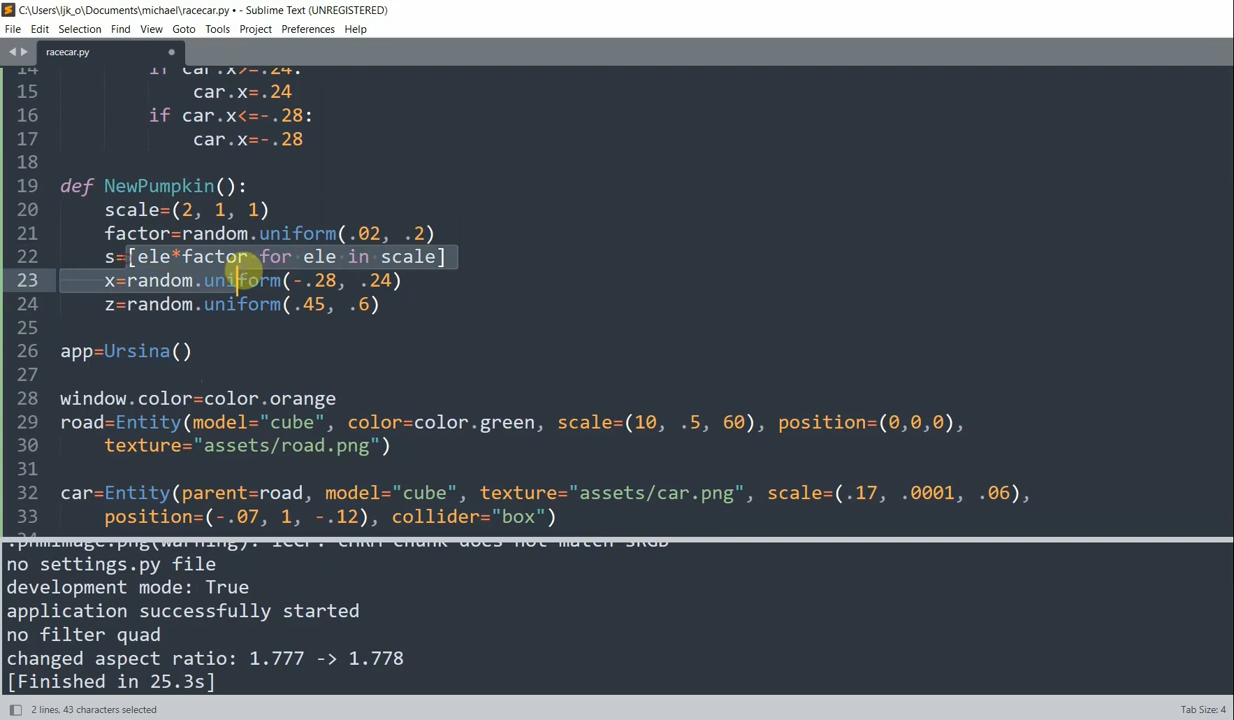 C:\Users\ljk_o\Documents\michael\racecar.py • - Sublime Text (UNREGISTERED)
File Edit Selection Find View Goto Tools Project Preferences Help
racecar.py
14 if car.x>=.24:
15 car.x=.24
16 if car.x<=-.28:
17 car.x=-.28
18
19 def NewPumpkin():
20 scale=(2, 1, 1)
21 factor=random.uniform(.02, .2)
22 s=[ele*factor for ele in scale]
23 x=random.uniform(-.28, .24)
24 z=random.uniform(.45, .6)
25
26 app=Ursina()
27
28 window.color=color.orange
29 road=Entity(model="cube", color=color.green, scale=(10, .5, 60), position=(0,0,0),
30 texture="assets/road.png")
31
32 car=Entity(parent=road, model="cube", texture="assets/car.png", scale=(.17, .0001, .06),
33 position=(-.07, 1, -.12), collider="box")
:pnmimage:png(warning): iCCP: cHRM chunk does not match sRGB
no settings.py file
development mode: True
application successfully started
no filter quad
changed aspect ratio: 1.777 -> 1.778
[Finished in 25.3s]
2 lines, 43 characters selected
Tab Size: 4